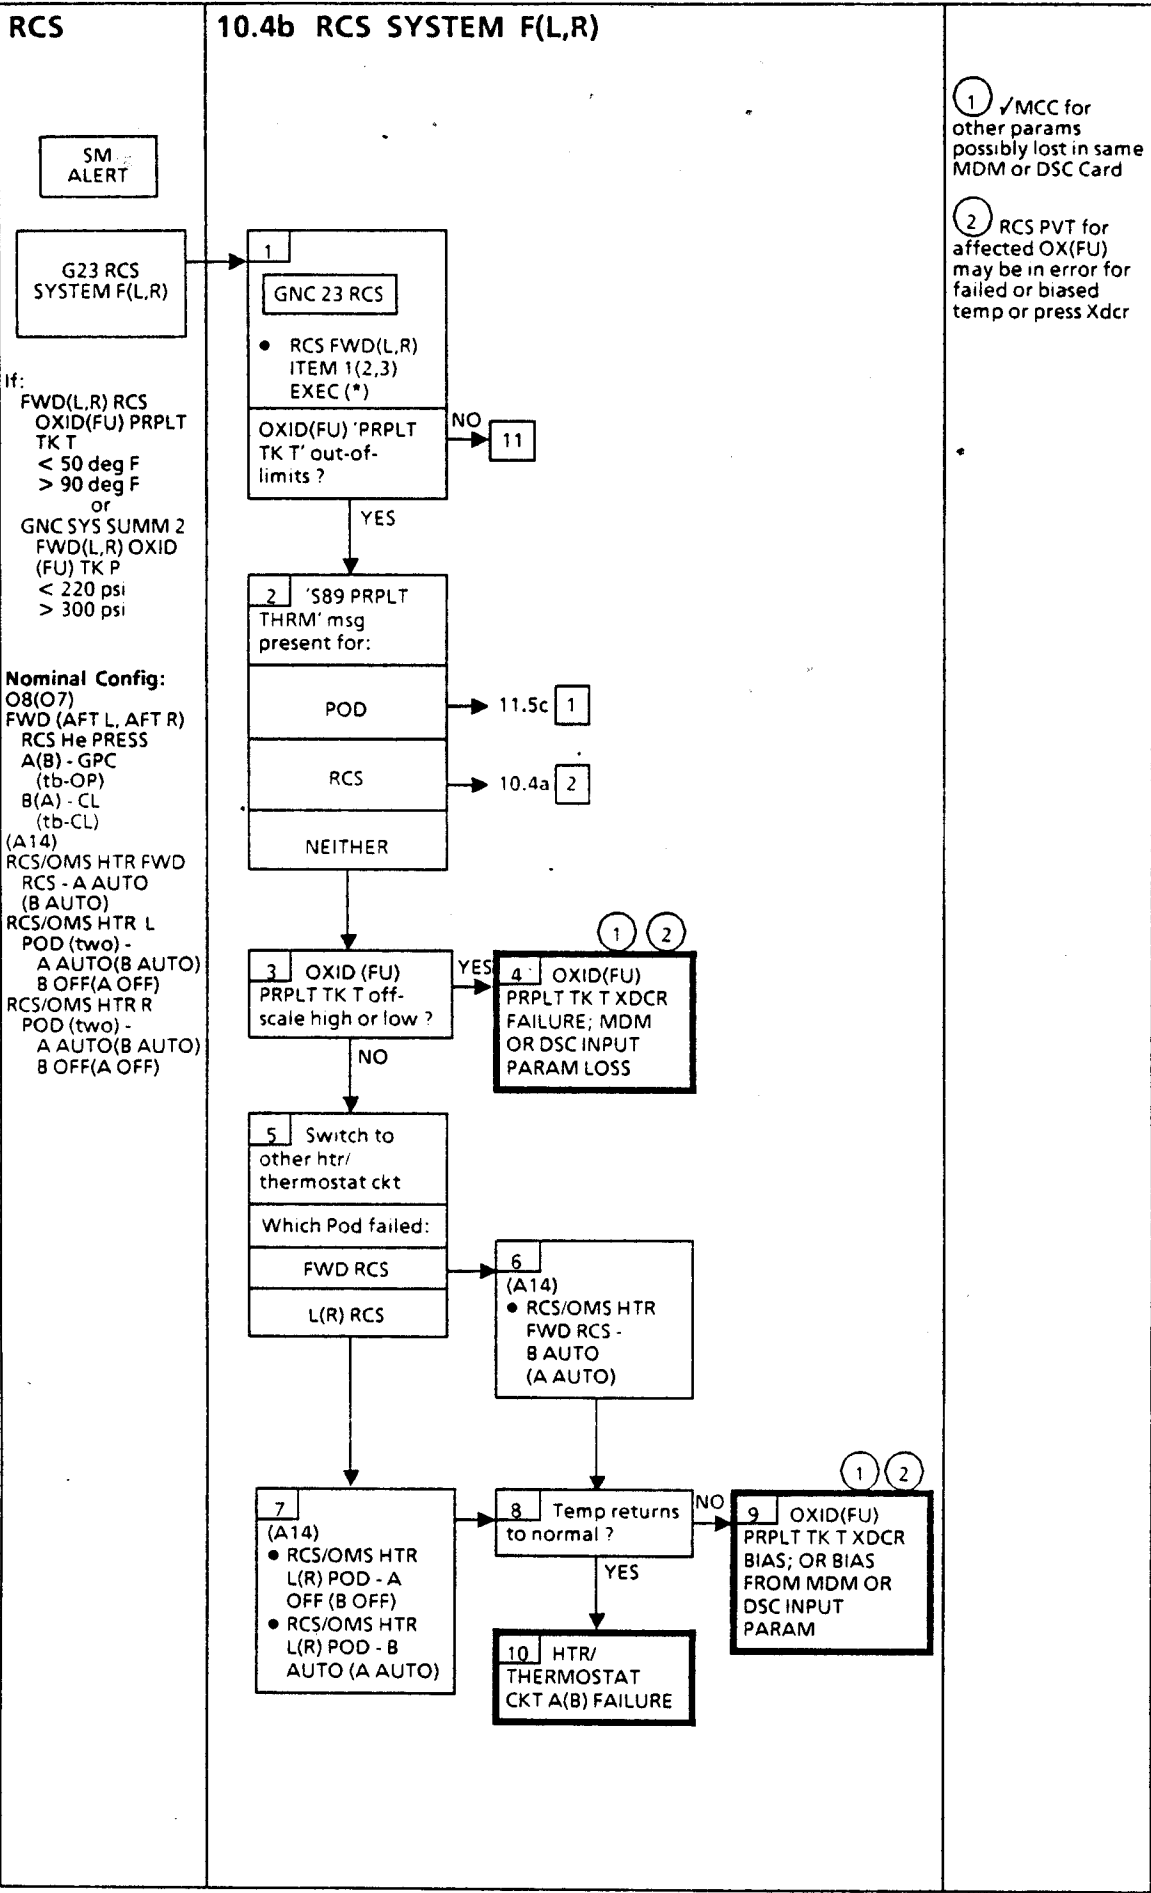 RCS
10.4b RCS SYSTEM F(L,R)
SM
ALERT
G23 RCS
SYSTEM F(L,R)
If:
FWD(L,R) RCS
OXID(FU) PRPLT
TK T
< 50 deg F
> 90 deg F
or
GNC SYS SUMM 2
FWD(L,R) OXID
(FU) TK P
< 220 psi
> 300 psi
Nominal Config:
O8(O7)
FWD (AFT L, AFT R)
RCS He PRESS
A(B) - GPC
(tb-OP)
B(A) - CL
(tb-CL)
(A14)
RCS/OMS HTR FWD
RCS - A AUTO
(B AUTO)
RCS/OMS HTR L
POD (two) -
A AUTO(B AUTO)
B OFF(A OFF)
RCS/OMS HTR R
POD (two) -
A AUTO(B AUTO)
B OFF(A OFF)
1
GNC 23 RCS
● RCS FWD(L,R)
ITEM 1(2,3)
EXEC (*)
OXID(FU) 'PRPLT
TK T' out-of-
limits ?
NO
11
YES
2 'S89 PRPLT
THRM' msg
present for:
POD
11.5c 1
RCS
10.4a 2
NEITHER
3 OXID (FU)
PRPLT TK T off-
scale high or low ?
YES
1 2
4 OXID(FU)
PRPLT TK T XDCR
FAILURE; MDM
OR DSC INPUT
PARAM LOSS
NO
5 Switch to
other htr/
thermostat ckt
Which Pod failed:
FWD RCS
L(R) RCS
6
(A14)
● RCS/OMS HTR
FWD RCS -
B AUTO
(A AUTO)
7
(A14)
● RCS/OMS HTR
L(R) POD - A
OFF (B OFF)
● RCS/OMS HTR
L(R) POD - B
AUTO (A AUTO)
8 Temp returns
to normal ?
NO
1 2
9 OXID(FU)
PRPLT TK T XDCR
BIAS; OR BIAS
FROM MDM OR
DSC INPUT
PARAM
YES
10 HTR/
THERMOSTAT
CKT A(B) FAILURE
1 ✓MCC for
other params
possibly lost in same
MDM or DSC Card
2 RCS PVT for
affected OX(FU)
may be in error for
failed or biased
temp or press Xdcr